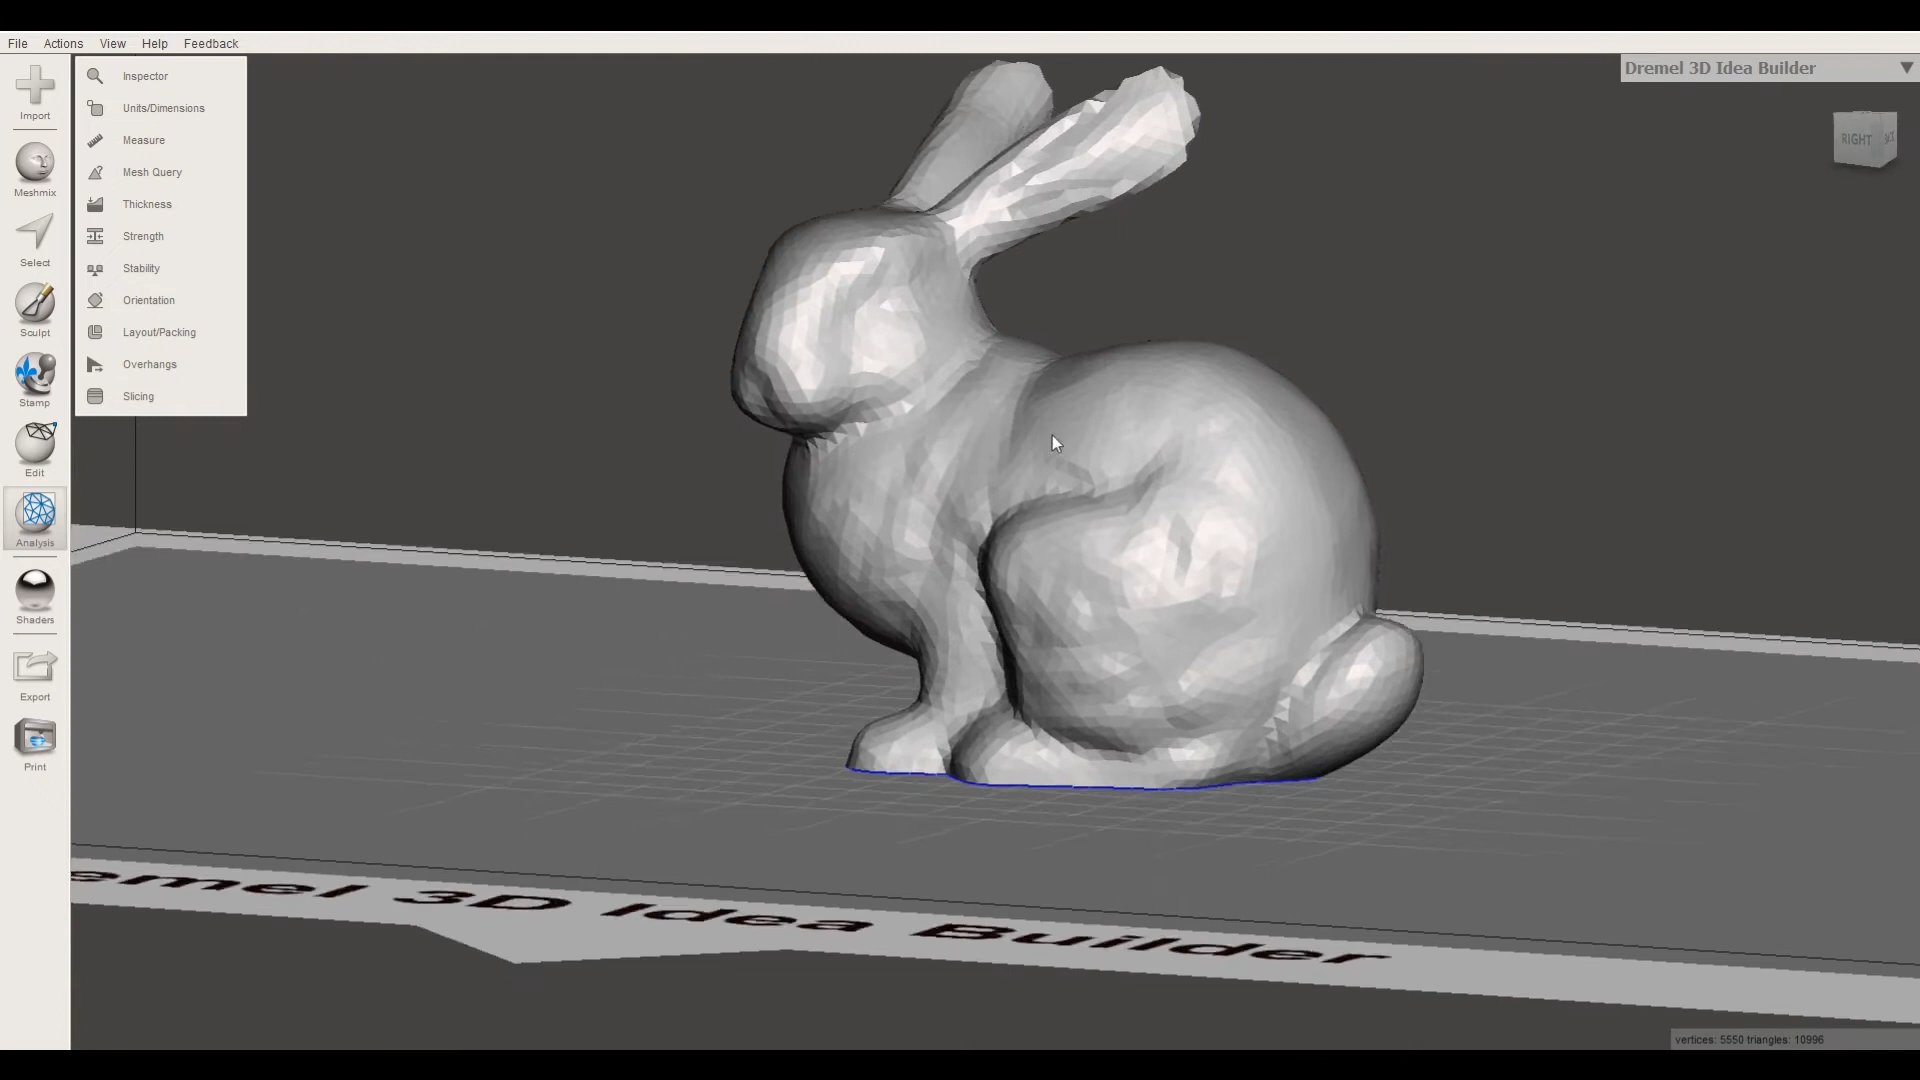 File Actions View Help Feedback
Import
Meshmix
Select
Sculpt
Stamp
Edit
Analysis
Shaders
Export
Print
Inspector
Units/Dimensions
Measure
Mesh Query
Thickness
Strength
Stability
Orientation
Layout/Packing
Overhangs
Slicing
Dremel 3D Idea Builder
RIGHT
emel 3D Idea Builder
vertices: 5550 triangles: 10996